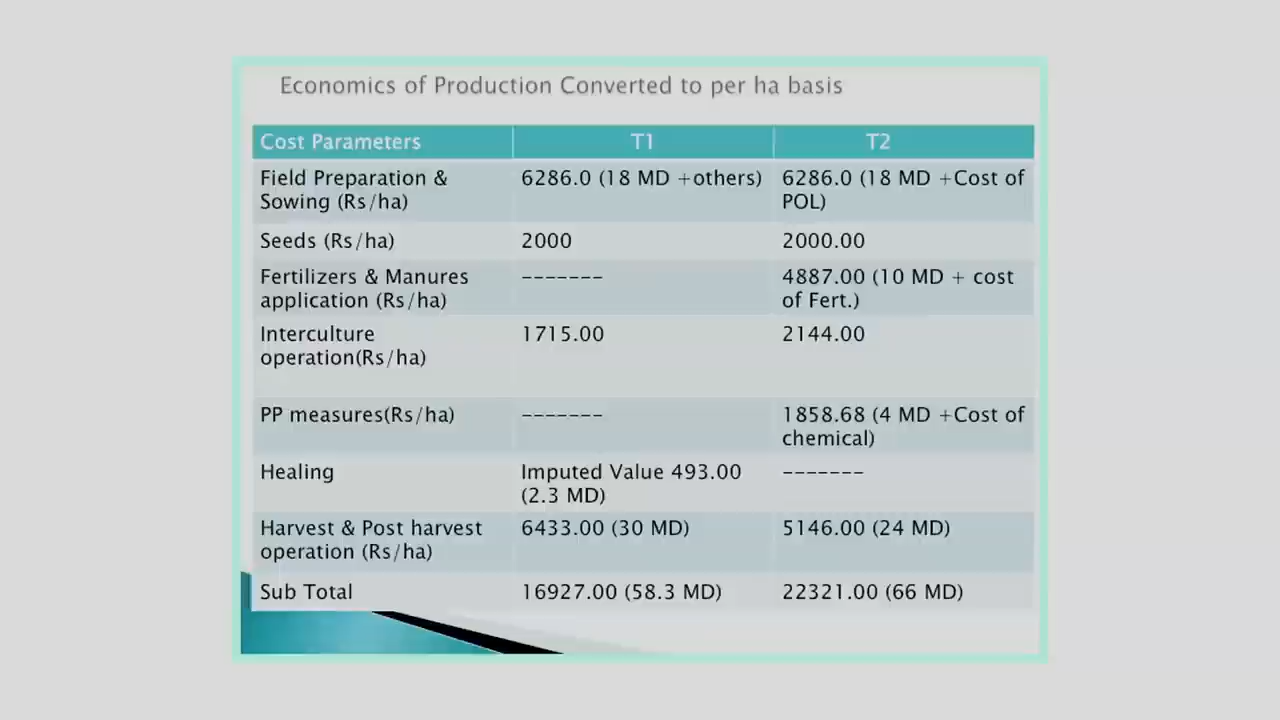 Economics of Production Converted to per ha basis
Cost Parameters T1 T2
Field Preparation & 6286.0 (18 MD +others) 6286.0 (18 MD +Cost of
Sowing (Rs/ha) POL)
Seeds (Rs/ha) 2000 2000.00
Fertilizers & Manures ------- 4887.00 (10 MD + cost
application (Rs/ha) of Fert.)
Interculture 1715.00 2144.00
operation(Rs/ha)
PP measures(Rs/ha) ------- 1858.68 (4 MD +Cost of
chemical)
Healing Imputed Value 493.00 -------
(2.3 MD)
Harvest & Post harvest 6433.00 (30 MD) 5146.00 (24 MD)
operation (Rs/ha)
Sub Total 16927.00 (58.3 MD) 22321.00 (66 MD)